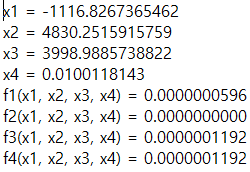 x1 = -1116.8267365462
x2 = 4830.2515915759
x3 = 3998.9885738822
x4 = 0.0100118143
f1(x1, x2, x3, x4) = 0.0000000596
f2(x1, x2, x3, x4) = 0.0000000000
f3(x1, x2, x3, x4) = 0.0000001192
f4(x1, x2, x3, x4) = 0.0000001192